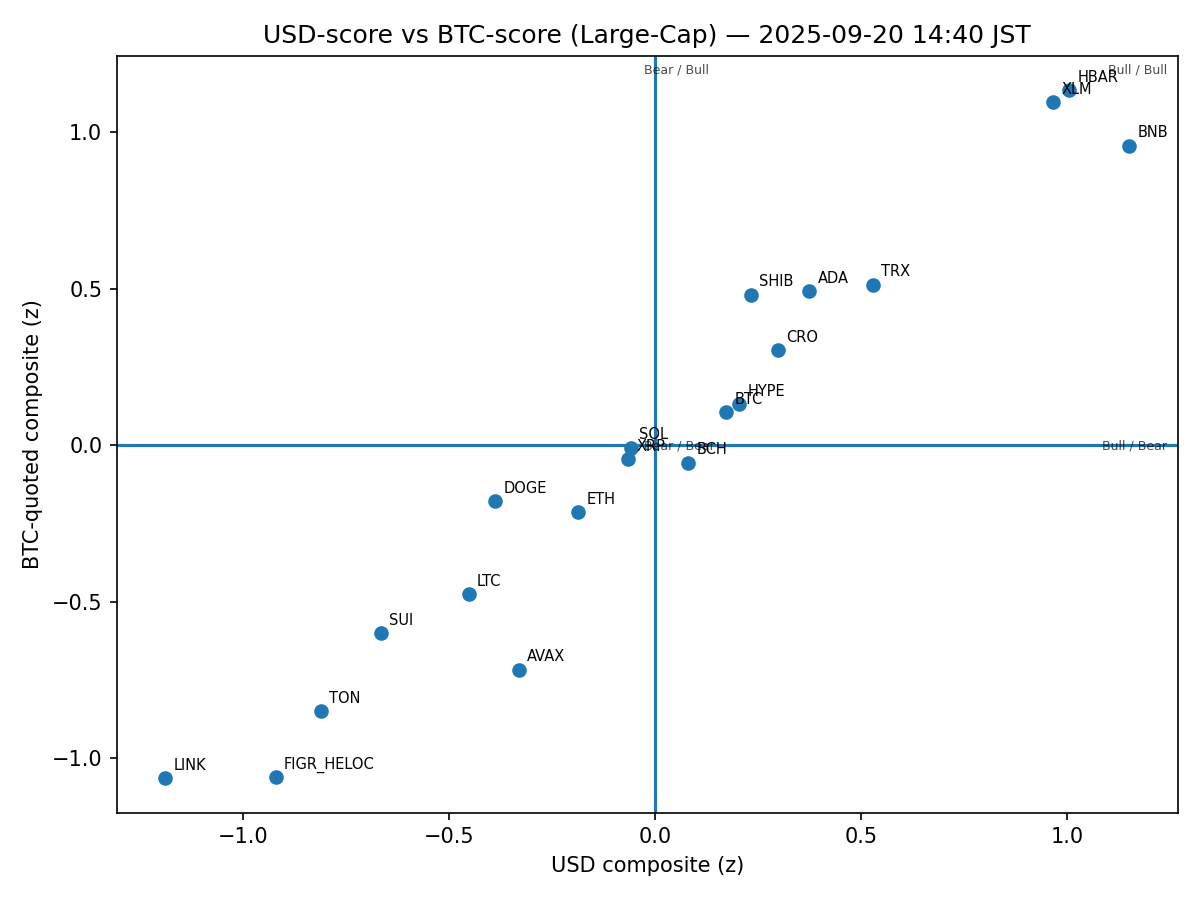 USD-score vs BTC-score (Large-Cap) — 2025-09-20 14:40 JST
Bear / Bull
Bull / Bull
HBAR
XLM
BNB
1.0
TRX
ADA
SHIB
0.5
CRO
HYPE
BTC
SOL
XRP
Bear / Bear
BCH
Bull / Bear
0.0
DOGE
ETH
LTC
−0.5
SUI
AVAX
TON
−1.0
LINK
FIGR_HELOC
−1.0
−0.5
0.0
0.5
1.0
USD composite (z)
BTC-quoted composite (z)